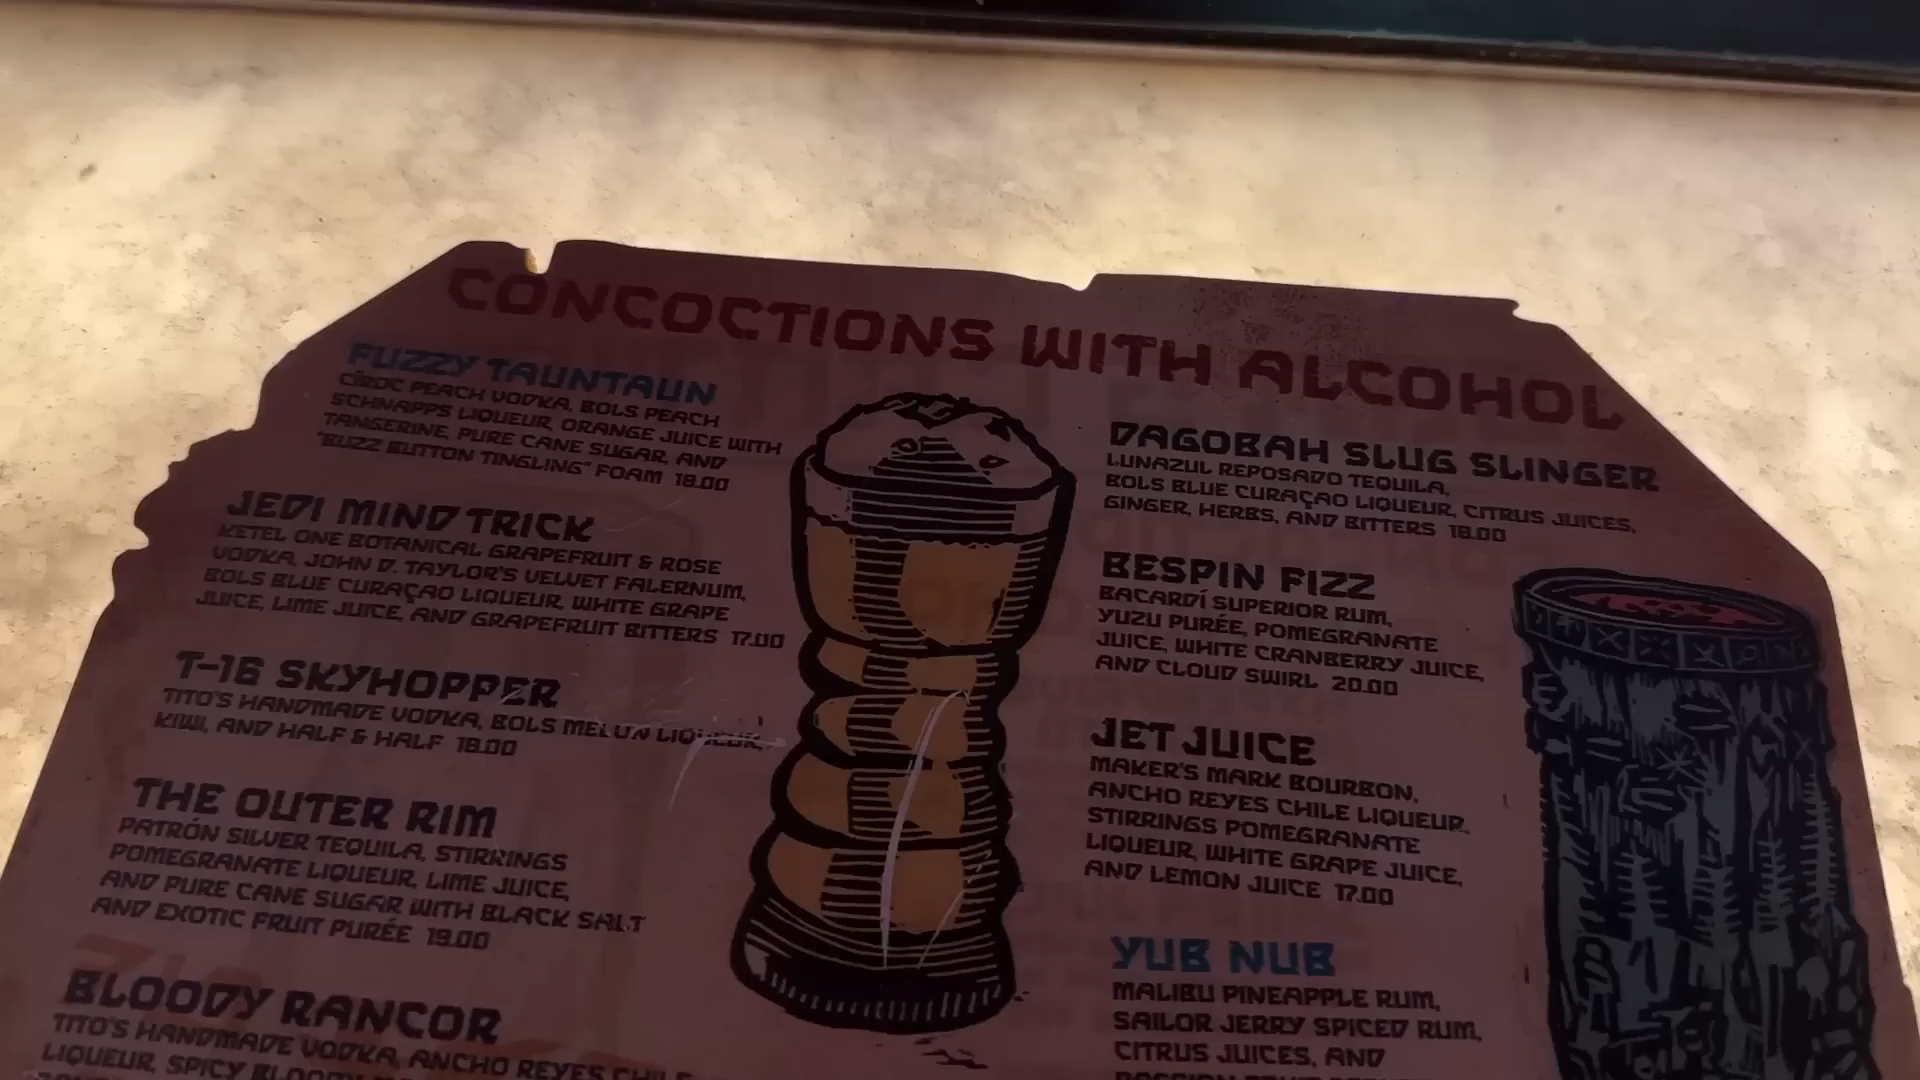 CONCOCTIONS WITH ALCOHOL
FUZZY TAUNTAUN
CÎROC PEACH VODKA, BOLS PEACH
SCHNAPPS LIQUEUR, ORANGE JUICE WITH
TANGERINE, PURE CANE SUGAR, AND
"BUZZ BUTTON TINGLING" FOAM 18.00
JEDI MIND TRICK
KETEL ONE BOTANICAL GRAPEFRUIT & ROSE
VODKA, JOHN D. TAYLOR'S VELVET FALERNUM,
BOLS BLUE CURAÇAO LIQUEUR, WHITE GRAPE
JUICE, LIME JUICE, AND GRAPEFRUIT BITTERS 17.00
T-16 SKYHOPPER
TITO'S HANDMADE VODKA, BOLS MELON LIQUEUR,
KIWI, AND HALF & HALF 18.00
THE OUTER RIM
PATRÓN SILVER TEQUILA, STIRRINGS
POMEGRANATE LIQUEUR, LIME JUICE,
AND PURE CANE SUGAR WITH BLACK SALT
AND EXOTIC FRUIT PURÉE 19.00
BLOODY RANCOR
TITO'S HANDMADE VODKA, ANCHO REYES CHILE
LIQUEUR, SPICY BLOODY
DAGOBAH SLUG SLINGER
LUNAZUL REPOSADO TEQUILA,
BOLS BLUE CURAÇAO LIQUEUR, CITRUS JUICES,
GINGER, HERBS, AND BITTERS 18.00
BESPIN FIZZ
BACARDÍ SUPERIOR RUM,
YUZU PURÉE, POMEGRANATE
JUICE, WHITE CRANBERRY JUICE,
AND CLOUD SWIRL 20.00
JET JUICE
MAKER'S MARK BOURBON,
ANCHO REYES CHILE LIQUEUR,
STIRRINGS POMEGRANATE
LIQUEUR, WHITE GRAPE JUICE,
AND LEMON JUICE 17.00
YUB NUB
MALIBU PINEAPPLE RUM,
SAILOR JERRY SPICED RUM,
CITRUS JUICES, AND